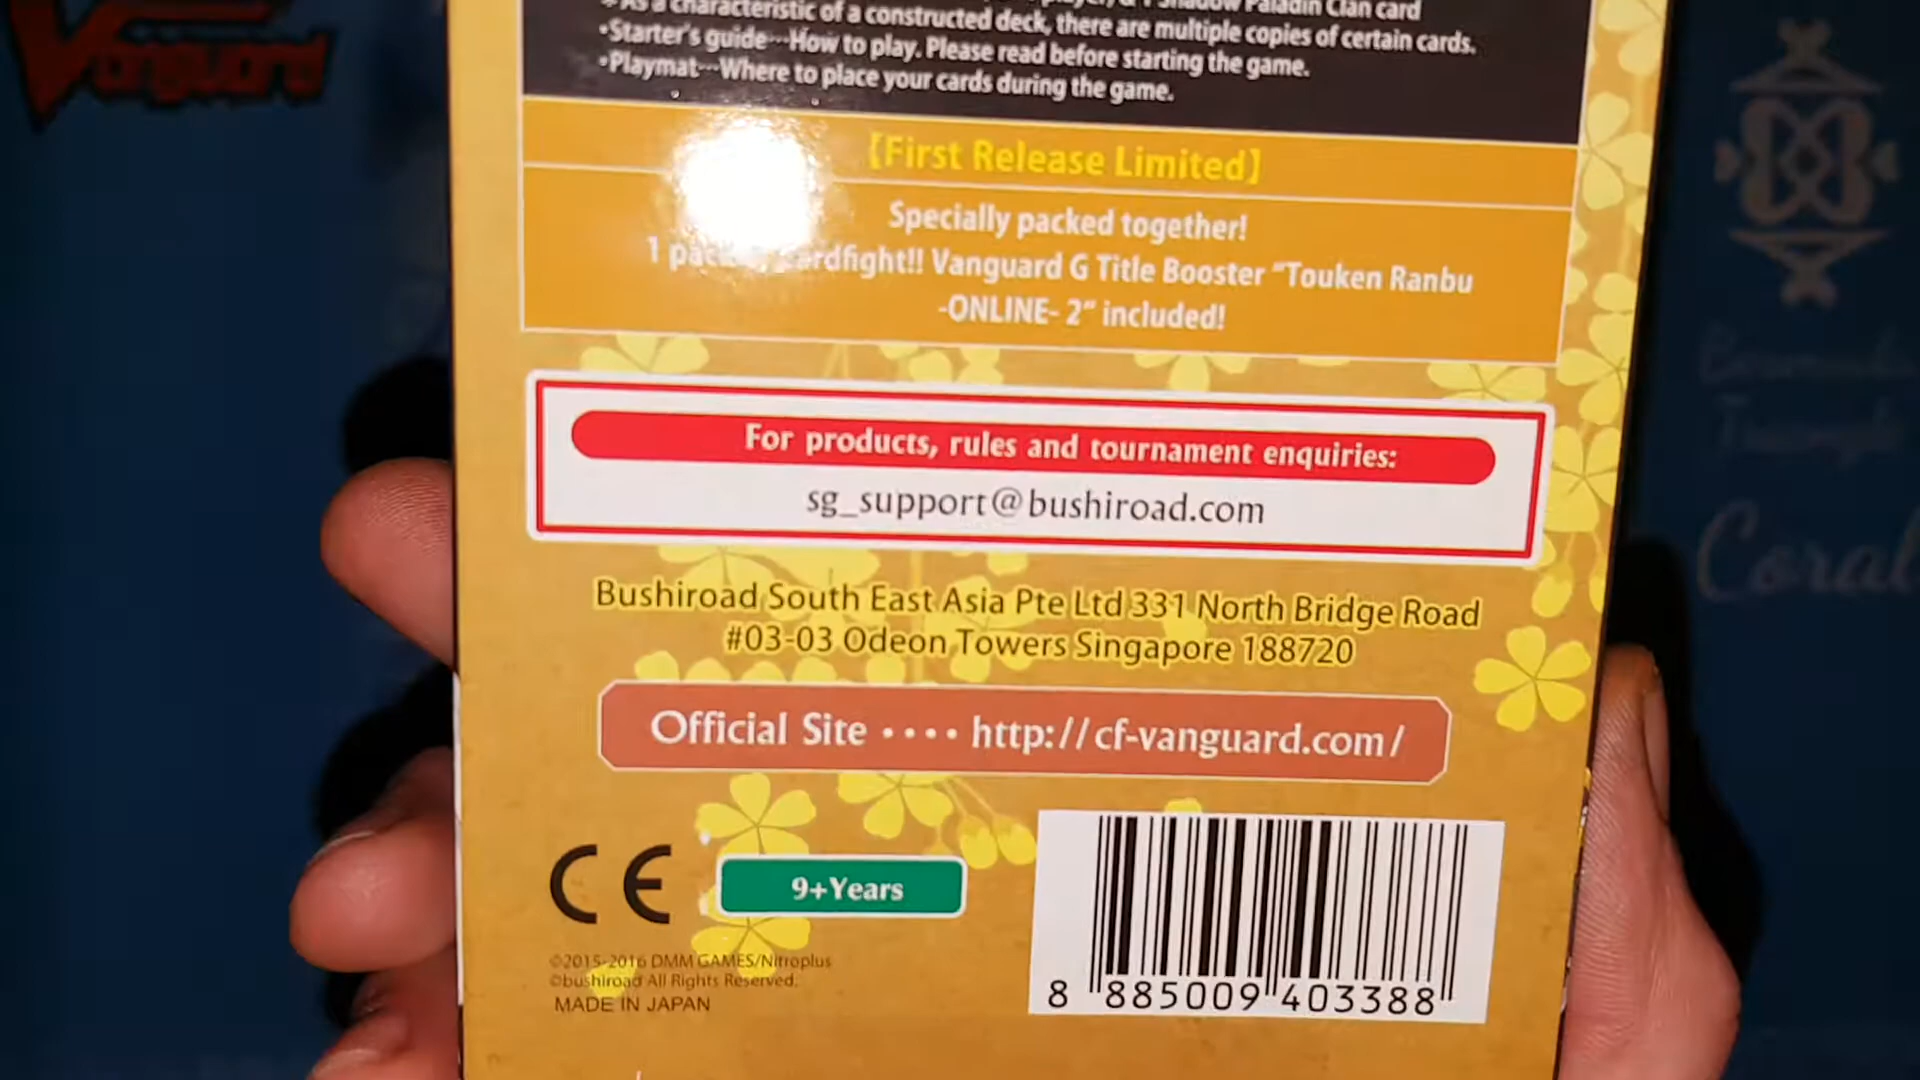 Vanguard
Shadow Paladin Clan card
*As a characteristic of a constructed deck, there are multiple copies of certain cards.
•Starter's guide…How to play. Please read before starting the game.
•Playmat…Where to place your cards during the game.
【First Release Limited】
Specially packed together!
1 Vanguard G Title Booster "Touken Ranbu
-ONLINE- 2" included!
For products, rules and tournament enquiries:
sg_support@bushiroad.com
Bushiroad South East Asia Pte Ltd 331 North Bridge Road
#03-03 Odeon Towers Singapore 188720
Official Site ···· http://cf-vanguard.com/
CE
9+Years
©2015-2016 DMM GAMES/Nitroplus
©bushiroad All Rights Reserved.
MADE IN JAPAN
8 885009 403388
Coral